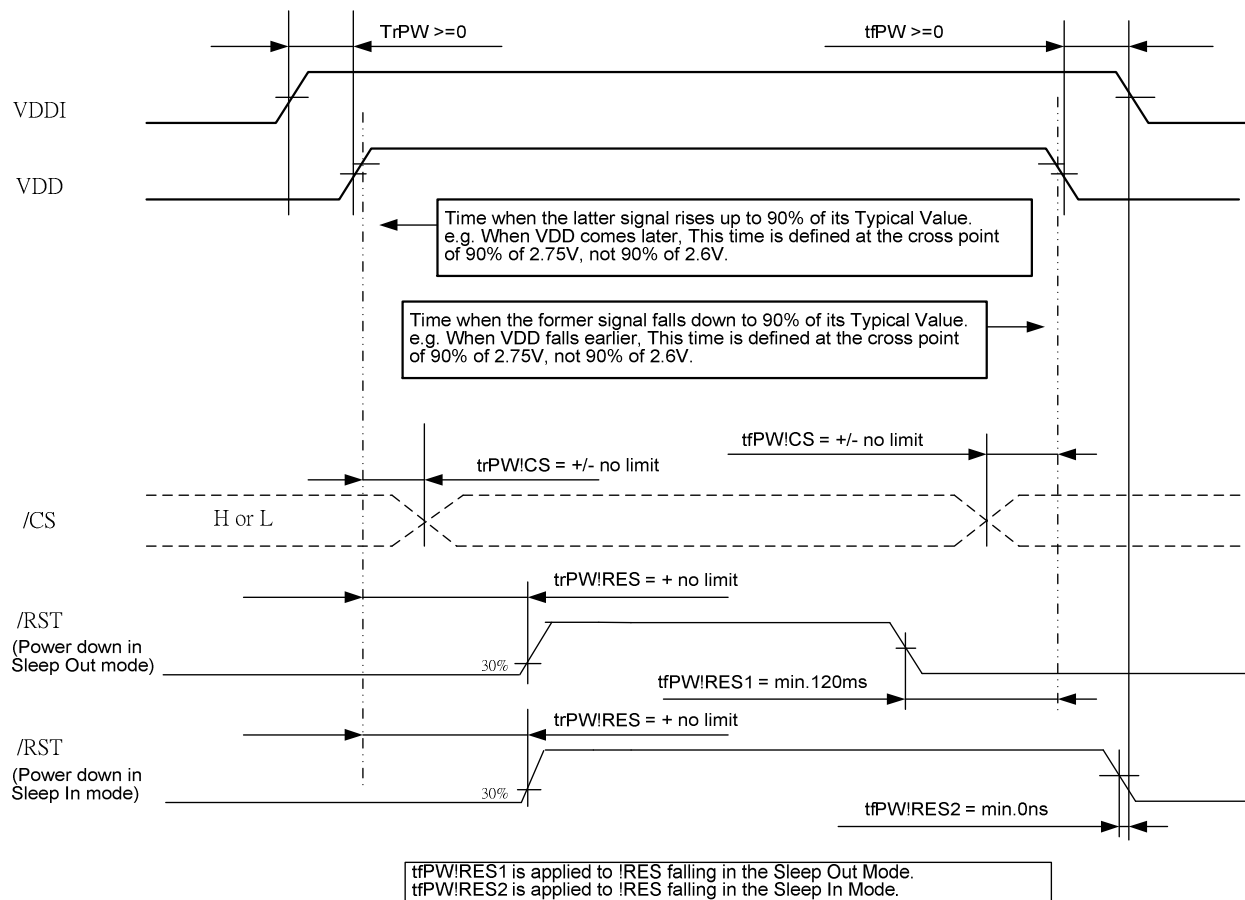 TrPW >=0
tfPW >=0
VDDI
VDD
Time when the latter signal rises up to 90% of its Typical Value.
e.g. When VDD comes later, This time is defined at the cross point
of 90% of 2.75V, not 90% of 2.6V.
Time when the former signal falls down to 90% of its Typical Value.
e.g. When VDD falls earlier, This time is defined at the cross point
of 90% of 2.75V, not 90% of 2.6V.
tfPW!CS = +/- no limit
trPW!CS = +/- no limit
/CS
H or L
trPW!RES = + no limit
/RST
(Power down in
Sleep Out mode)
30%
tfPW!RES1 = min.120ms
trPW!RES = + no limit
/RST
(Power down in
Sleep In mode)
30%
tfPW!RES2 = min.0ns
tfPW!RES1 is applied to !RES falling in the Sleep Out Mode.
tfPW!RES2 is applied to !RES falling in the Sleep In Mode.